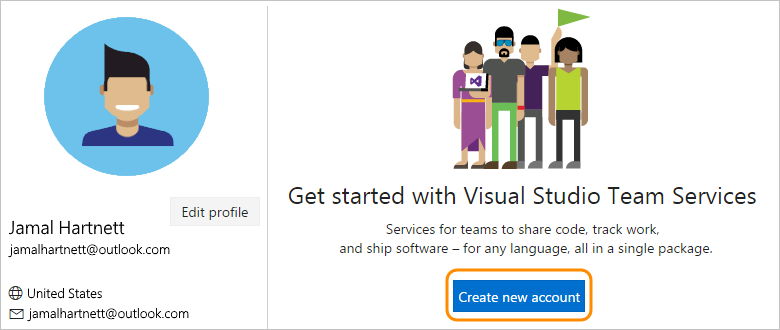 Edit profile
Jamal Hartnett
jamalhartnett@outlook.com
United States
jamalhartnett@outlook.com
Get started with Visual Studio Team Services
Services for teams to share code, track work,
and ship software – for any language, all in a single package.
Create new account